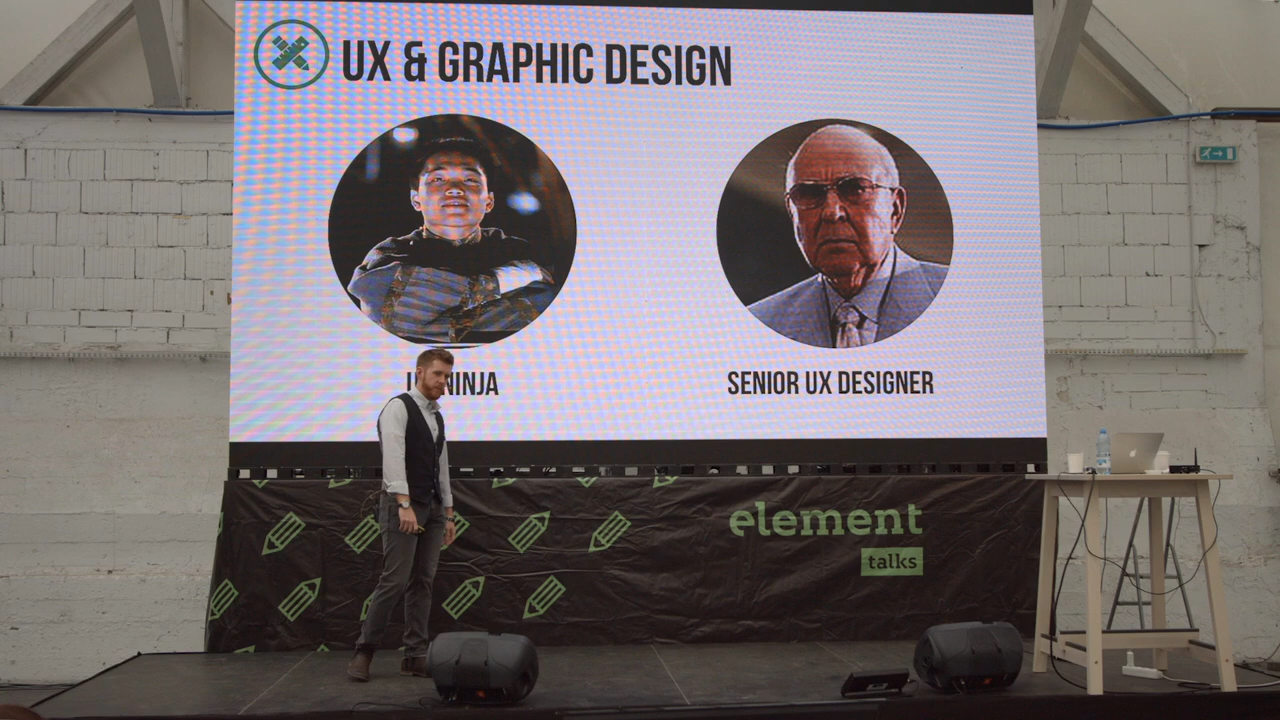 UX & GRAPHIC DESIGN
NINJA
SENIOR UX DESIGNER
element
talks